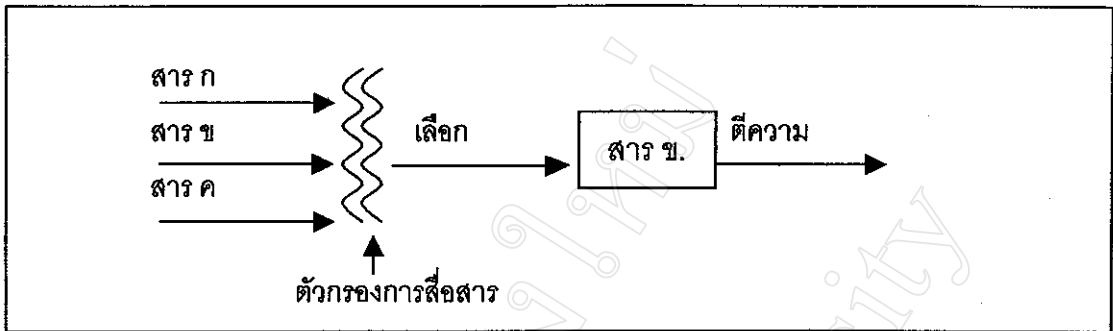 สาร ก
สาร ข
สาร ค
เลือก
สาร ข.
ตีความ
ตัวกรองการสื่อสาร